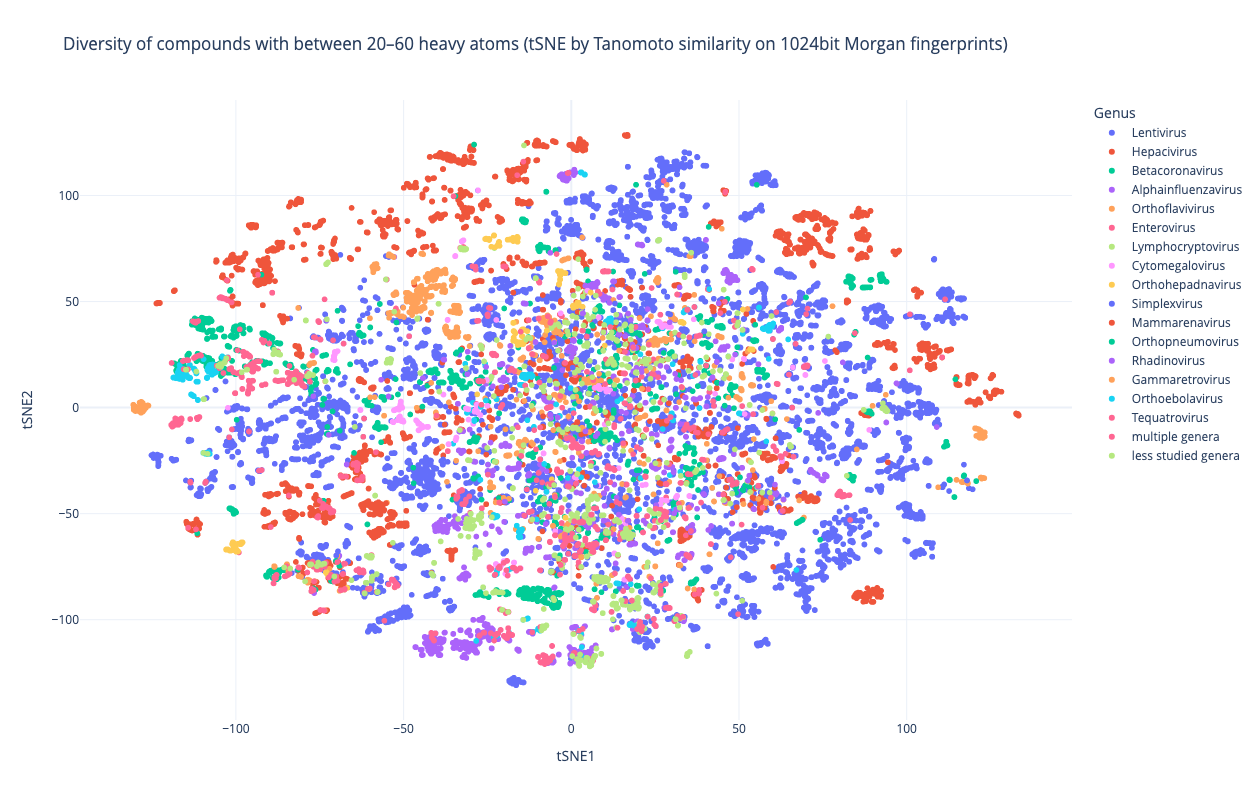 Diversity of compounds with between 20–60 heavy atoms (tSNE by Tanomoto similarity on 1024bit Morgan fingerprints)
Genus
Lentivirus
Hepacivirus
Betacoronavirus
Alphainfluenzavirus
Orthoflavivirus
Enterovirus
Lymphocryptovirus
Cytomegalovirus
Orthohepadnavirus
Simplexvirus
Mammarenavirus
Orthopneumovirus
Rhadinovirus
Gammaretrovirus
Orthoebolavirus
Tequatrovirus
multiple genera
less studied genera
100
50
0
−50
−100
tSNE2
−100
−50
0
50
100
tSNE1